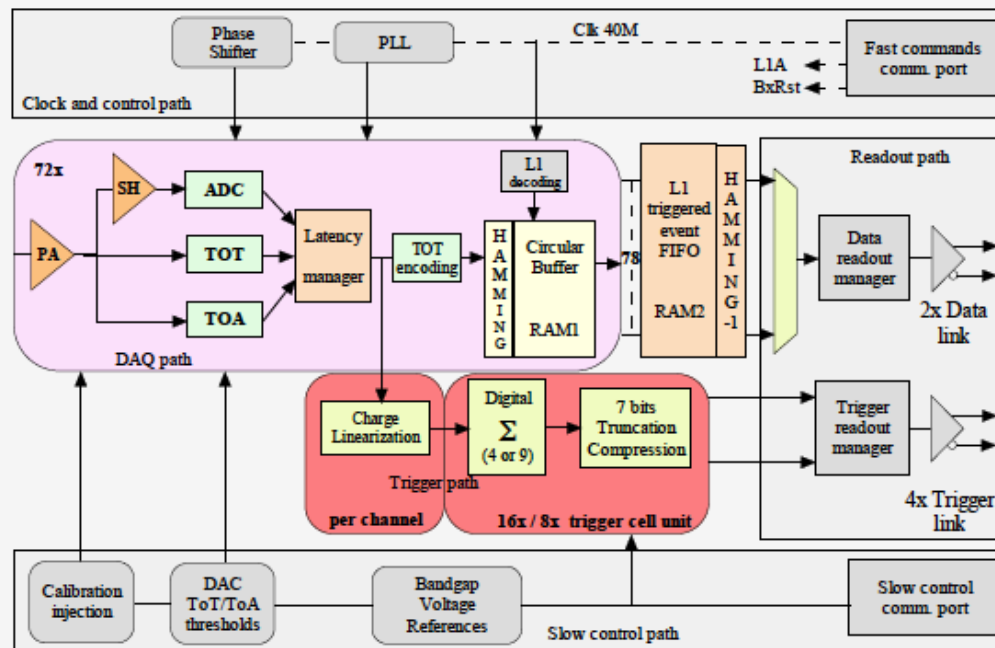 Phase
Shifter
PLL
Clk 40M
Fast commands
comm. port
L1A
BxRst
Clock and control path
72x
SH
ADC
PA
TOT
TOA
Latency
manager
TOT
encoding
L1
decoding
H
A
M
M
I
N
G
Circular
Buffer
RAM1
DAQ path
78
L1
triggered
event
FIFO
RAM2
H
A
M
M
I
N
G
-1
Readout path
Data
readout
manager
2x Data
link
Charge
Linearization
Digital
Σ
(4 or 9)
7 bits
Truncation
Compression
Trigger path
per channel
16x / 8x trigger cell unit
Trigger
readout
manager
4x Trigger
link
Calibration
injection
DAC
ToT/ToA
thresholds
Bandgap
Voltage
References
Slow control path
Slow control
comm. port